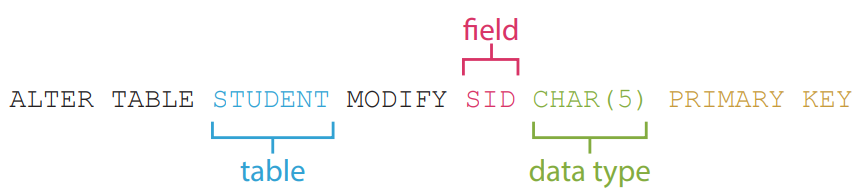 field
ALTER TABLE STUDENT MODIFY SID CHAR(5) PRIMARY KEY
table data type